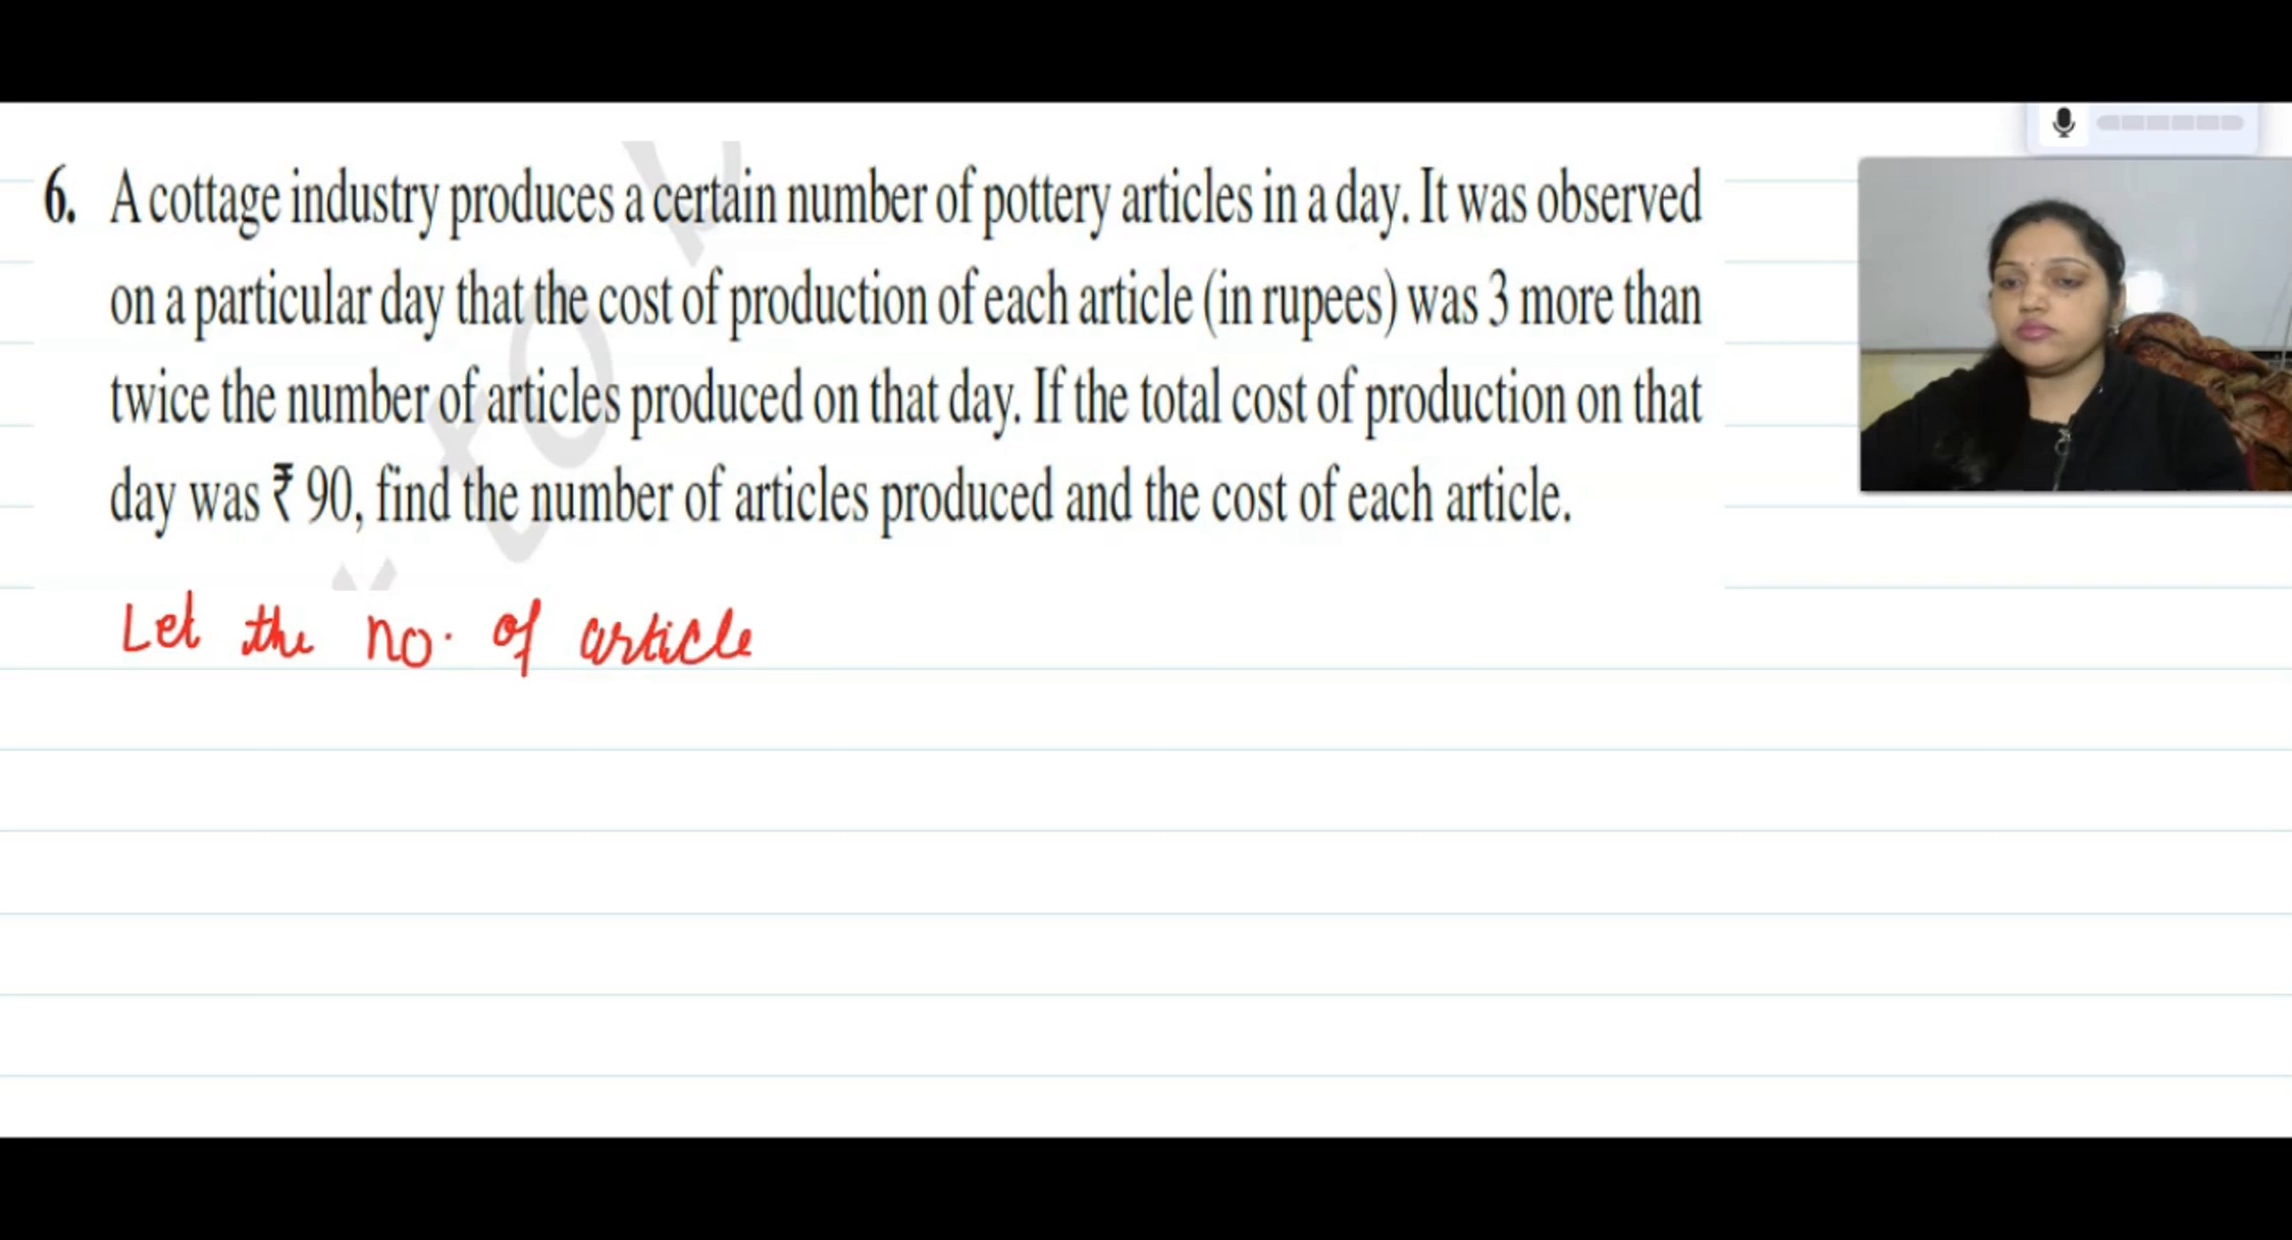 6. A cottage industry produces a certain number of pottery articles in a day. It was observed
on a particular day that the cost of production of each article (in rupees) was 3 more than
twice the number of articles produced on that day. If the total cost of production on that
day was ₹ 90, find the number of articles produced and the cost of each article.
Let the no. of article